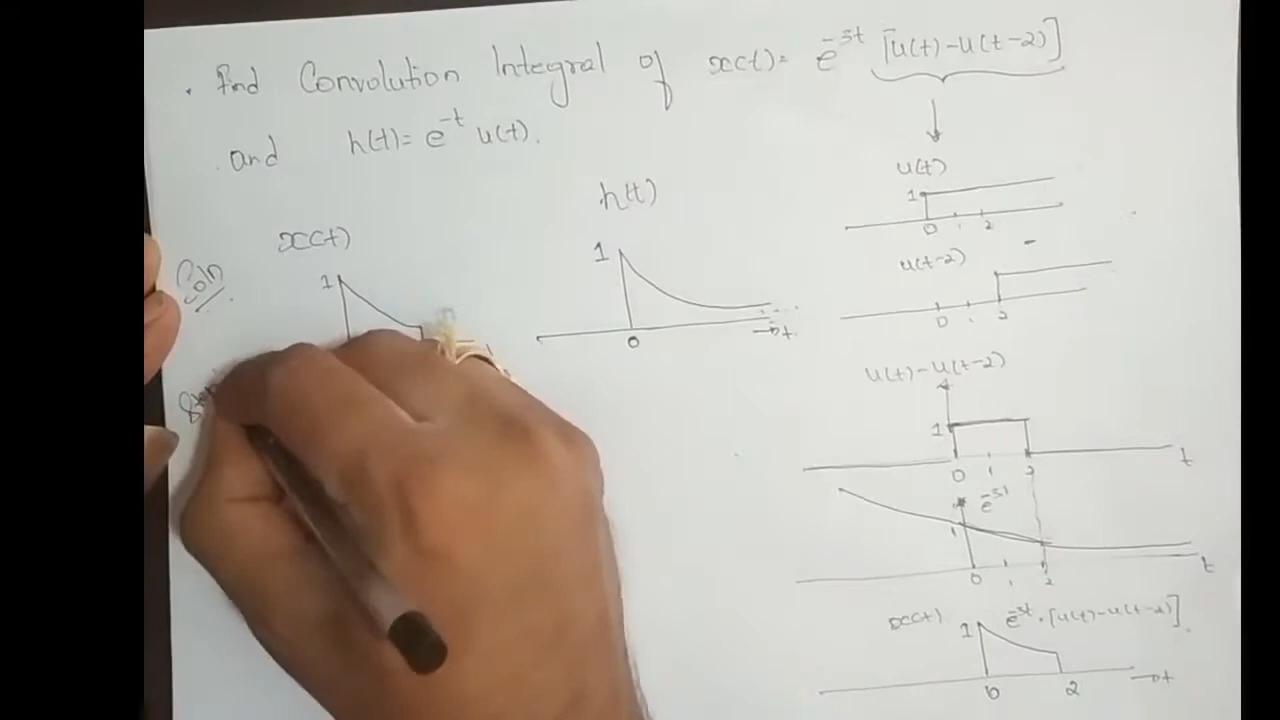 . Find Convolution Integral of x(t) = e^-3t [u(t)-u(t-2)]
and h(t)= e^-t u(t).
Soln
x(t)
1
h(t)
1
0
→t
u(t)
1
0 1 2
u(t-2)
0 1 2
u(t)-u(t-2)
1
0 1 2 t
e^-3t
1
0 1 2 t
x(t) e^-3t.[u(t)-u(t-2)]
1
0 2 →t